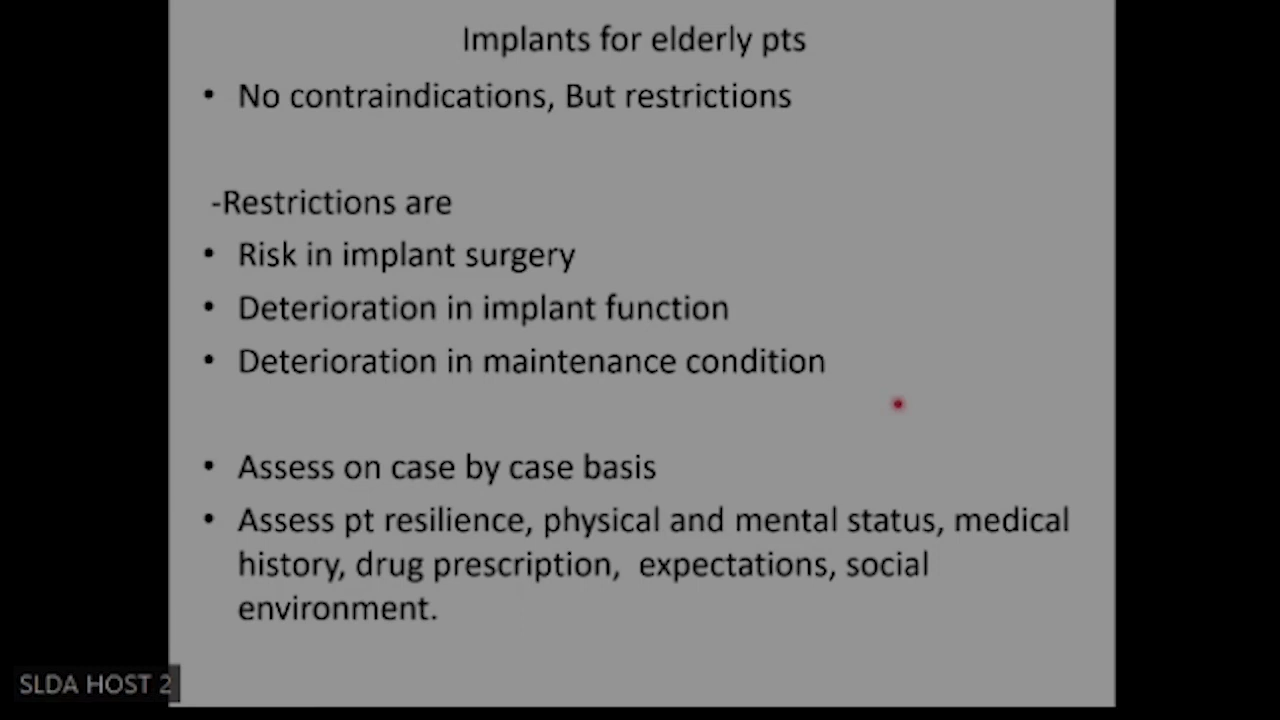 Implants for elderly pts
• No contraindications, But restrictions
-Restrictions are
• Risk in implant surgery
• Deterioration in implant function
• Deterioration in maintenance condition
• Assess on case by case basis
• Assess pt resilience, physical and mental status, medical
history, drug prescription,  expectations, social
environment.
SLDA HOST 2